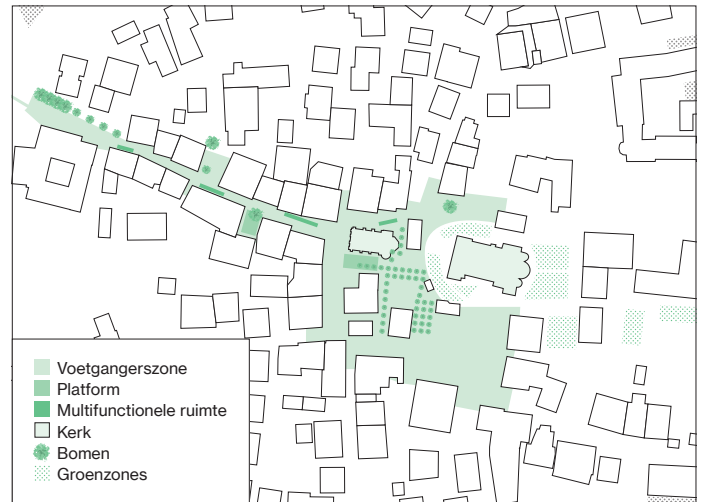 Voetgangerszone
Platform
Multifunctionele ruimte
Kerk
Bomen
Groenzones